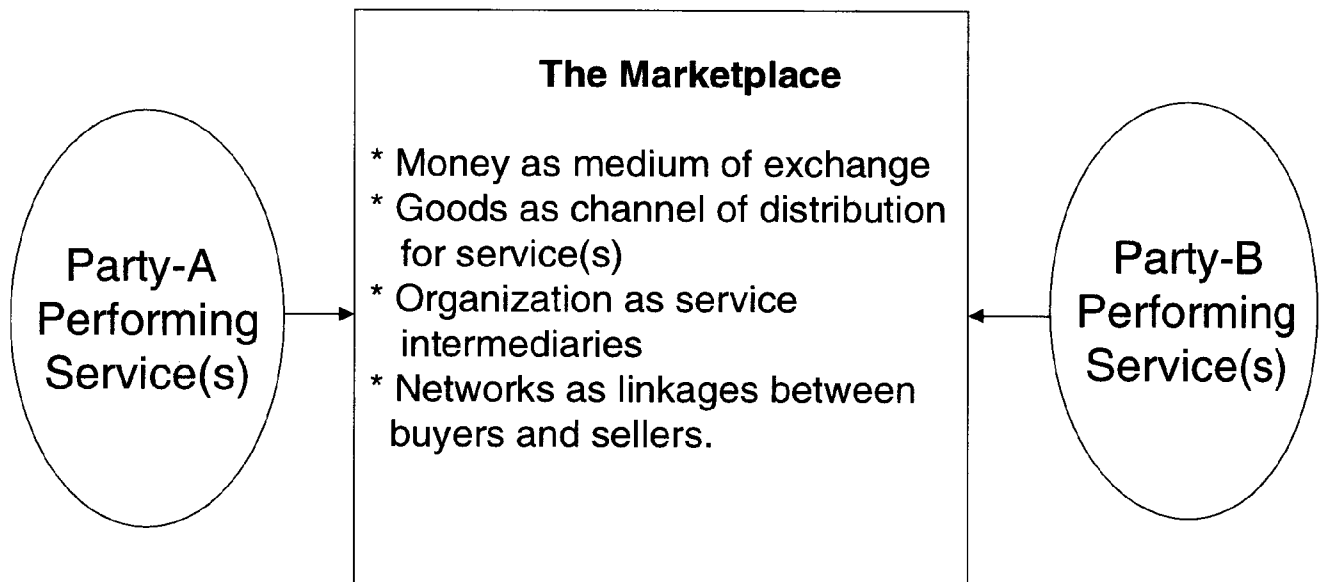 The Marketplace
* Money as medium of exchange
* Goods as channel of distribution
for service(s)
* Organization as service
intermediaries
* Networks as linkages between
buyers and sellers.
Party-A
Performing
Service(s)
Party-B
Performing
Service(s)